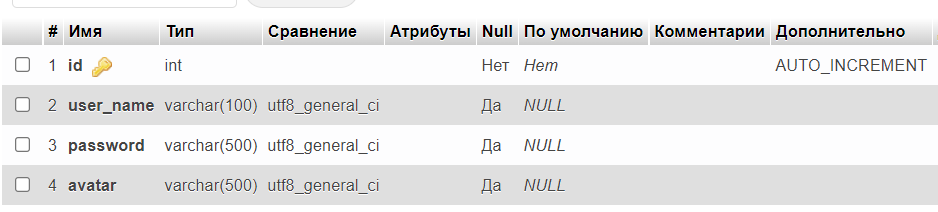 # Имя Тип Сравнение Атрибуты Null По умолчанию Комментарии Дополнительно
1 id int Нет Нет AUTO_INCREMENT
2 user_name varchar(100) utf8_general_ci Да NULL
3 password varchar(500) utf8_general_ci Да NULL
4 avatar varchar(500) utf8_general_ci Да NULL